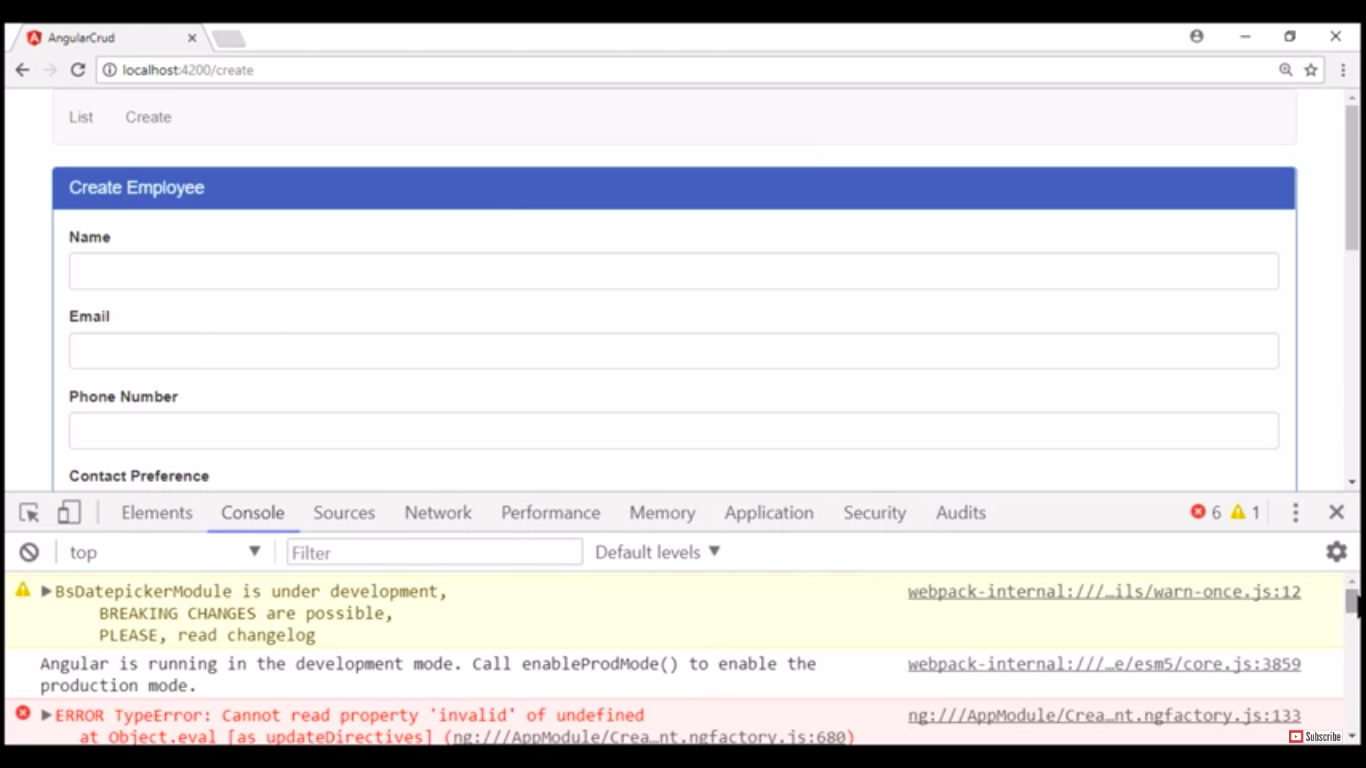 AngularCrud
localhost:4200/create
List Create
Create Employee
Name
Email
Phone Number
Contact Preference
Elements Console Sources Network Performance Memory Application Security Audits 6 1
top Filter Default levels
BsDatepickerModule is under development, webpack-internal:///…ils/warn-once.js:12
BREAKING CHANGES are possible,
PLEASE, read changelog
Angular is running in the development mode. Call enableProdMode() to enable the webpack-internal:///…e/esm5/core.js:3859
production mode.
ERROR TypeError: Cannot read property 'invalid' of undefined ng:///AppModule/Crea…nt.ngfactory.js:133
at Object.eval [as updateDirectives] (ng:///AppModule/Crea…nt.ngfactory.js:680)
Subscribe